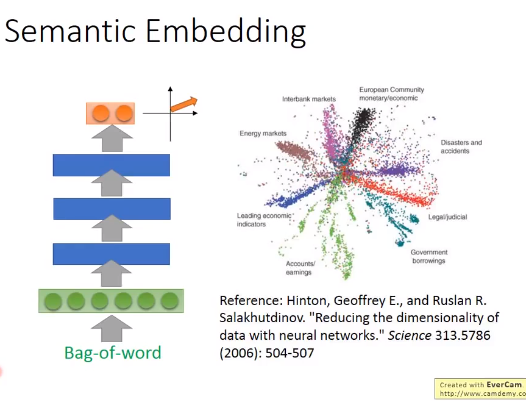 Semantic Embedding
Bag-of-word
European Community
monetary/economic
Interbank markets
Energy markets
Disasters and
accidents
Leading economic
indicators
Legal/judicial
Government
borrowings
Accounts/
earnings
Reference: Hinton, Geoffrey E., and Ruslan R.
Salakhutdinov. "Reducing the dimensionality of
data with neural networks." Science 313.5786
(2006): 504-507
Created with EverCam
http://www.camdemy.co